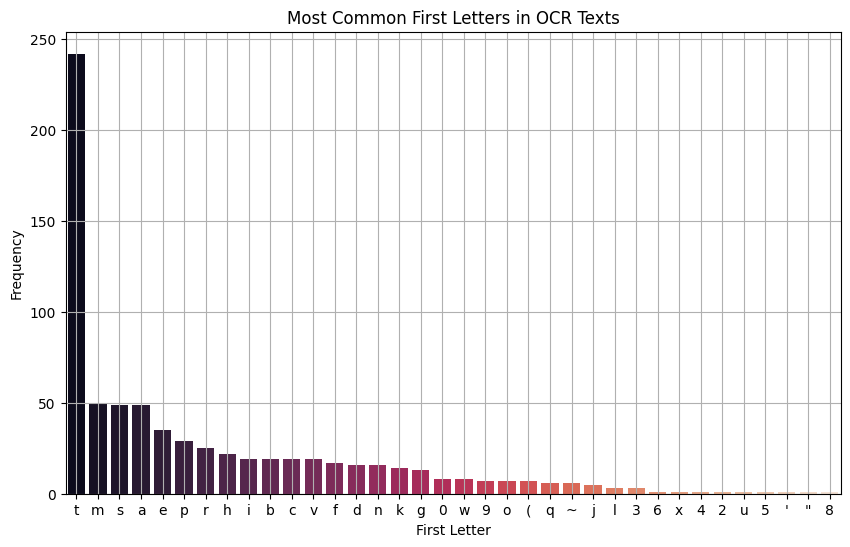 Most Common First Letters in OCR Texts
250
200
150
100
50
0
Frequency
t m s a e p r h i b c v f d n k g 0 w 9 o ( q ~ j l 3 6 x 4 2 u 5 ' " 8
First Letter